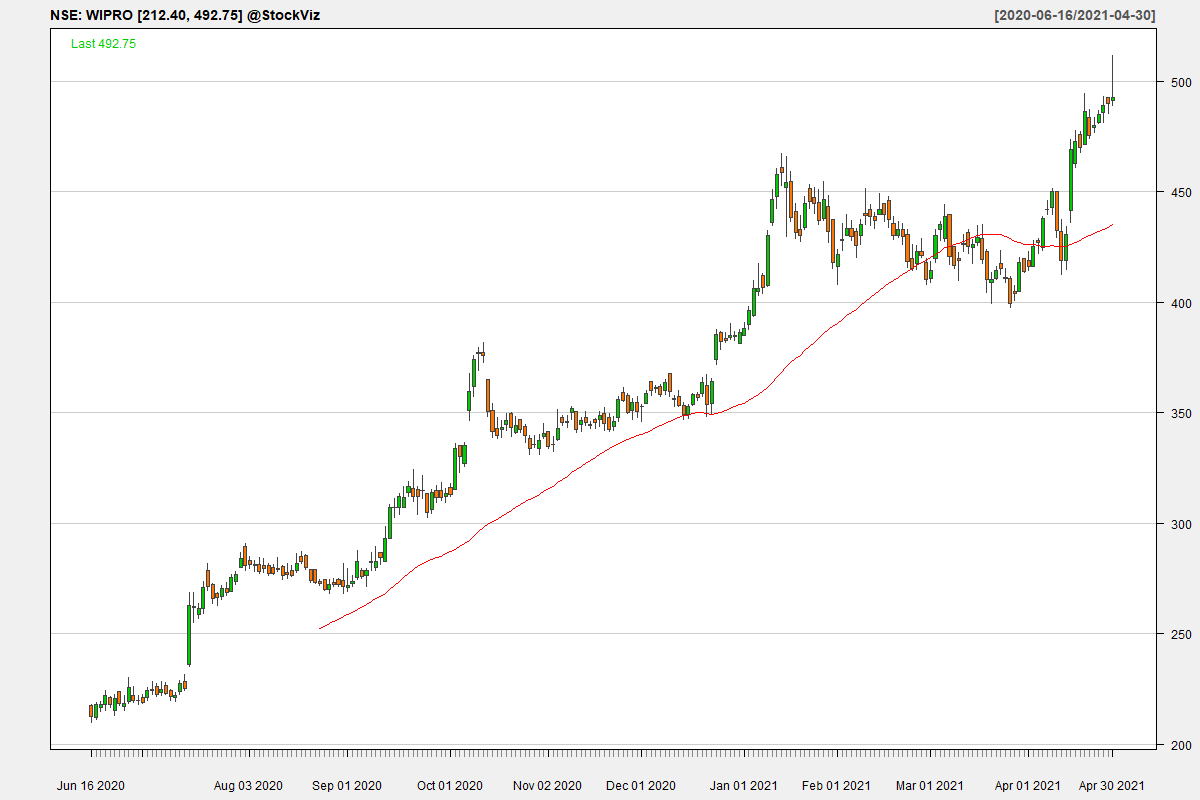 NSE: WIPRO [212.40, 492.75] @StockViz [2020-06-16/2021-04-30]
Last 492.75
500
450
400
350
300
250
200
Jun 16 2020 Aug 03 2020 Sep 01 2020 Oct 01 2020 Nov 02 2020 Dec 01 2020 Jan 01 2021 Feb 01 2021 Mar 01 2021 Apr 01 2021 Apr 30 2021